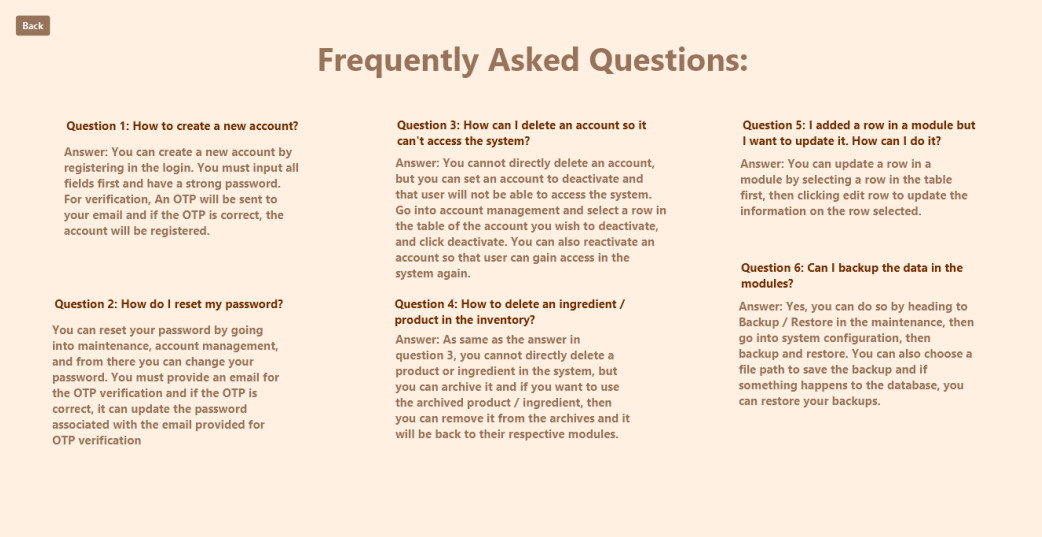 Back
Frequently Asked Questions:
Question 1: How to create a new account?
Answer: You can create a new account by
registering in the login. You must input all
fields first and have a strong password.
For verification, An OTP will be sent to
your email and if the OTP is correct, the
account will be registered.
Question 2: How do I reset my password?
You can reset your password by going
into maintenance, account management,
and from there you can change your
password. You must provide an email for
the OTP verification and if the OTP is
correct, it can update the password
associated with the email provided for
OTP verification
Question 3: How can I delete an account so it
can't access the system?
Answer: You cannot directly delete an account,
but you can set an account to deactivate and
that user will not be able to access the system.
Go into account management and select a row in
the table of the account you wish to deactivate,
and click deactivate. You can also reactivate an
account so that user can gain access in the
system again.
Question 4: How to delete an ingredient /
product in the inventory?
Answer: As same as the answer in
question 3, you cannot directly delete a
product or ingredient in the system, but
you can archive it and if you want to use
the archived product / ingredient, then
you can remove it from the archives and it
will be back to their respective modules.
Question 5: I added a row in a module but
I want to update it. How can I do it?
Answer: You can update a row in a
module by selecting a row in the table
first, then clicking edit row to update the
information on the row selected.
Question 6: Can I backup the data in the
modules?
Answer: Yes, you can do so by heading to
Backup / Restore in the maintenance, then
go into system configuration, then
backup and restore. You can also choose a
file path to save the backup and if
something happens to the database, you
can restore your backups.